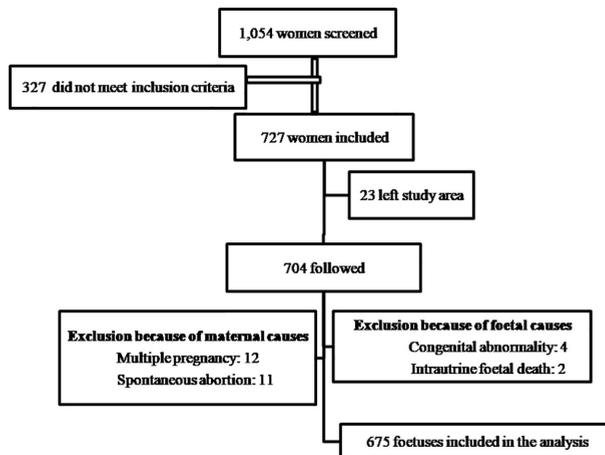 1,054 women screened
327 did not meet inclusion criteria
727 women included
23 left study area
704 followed
Exclusion because of maternal causes
Multiple pregnancy: 12
Spontaneous abortion: 11
Exclusion because of foetal causes
Congenital abnormality: 4
Intrautrine foetal death: 2
675 foetuses included in the analysis